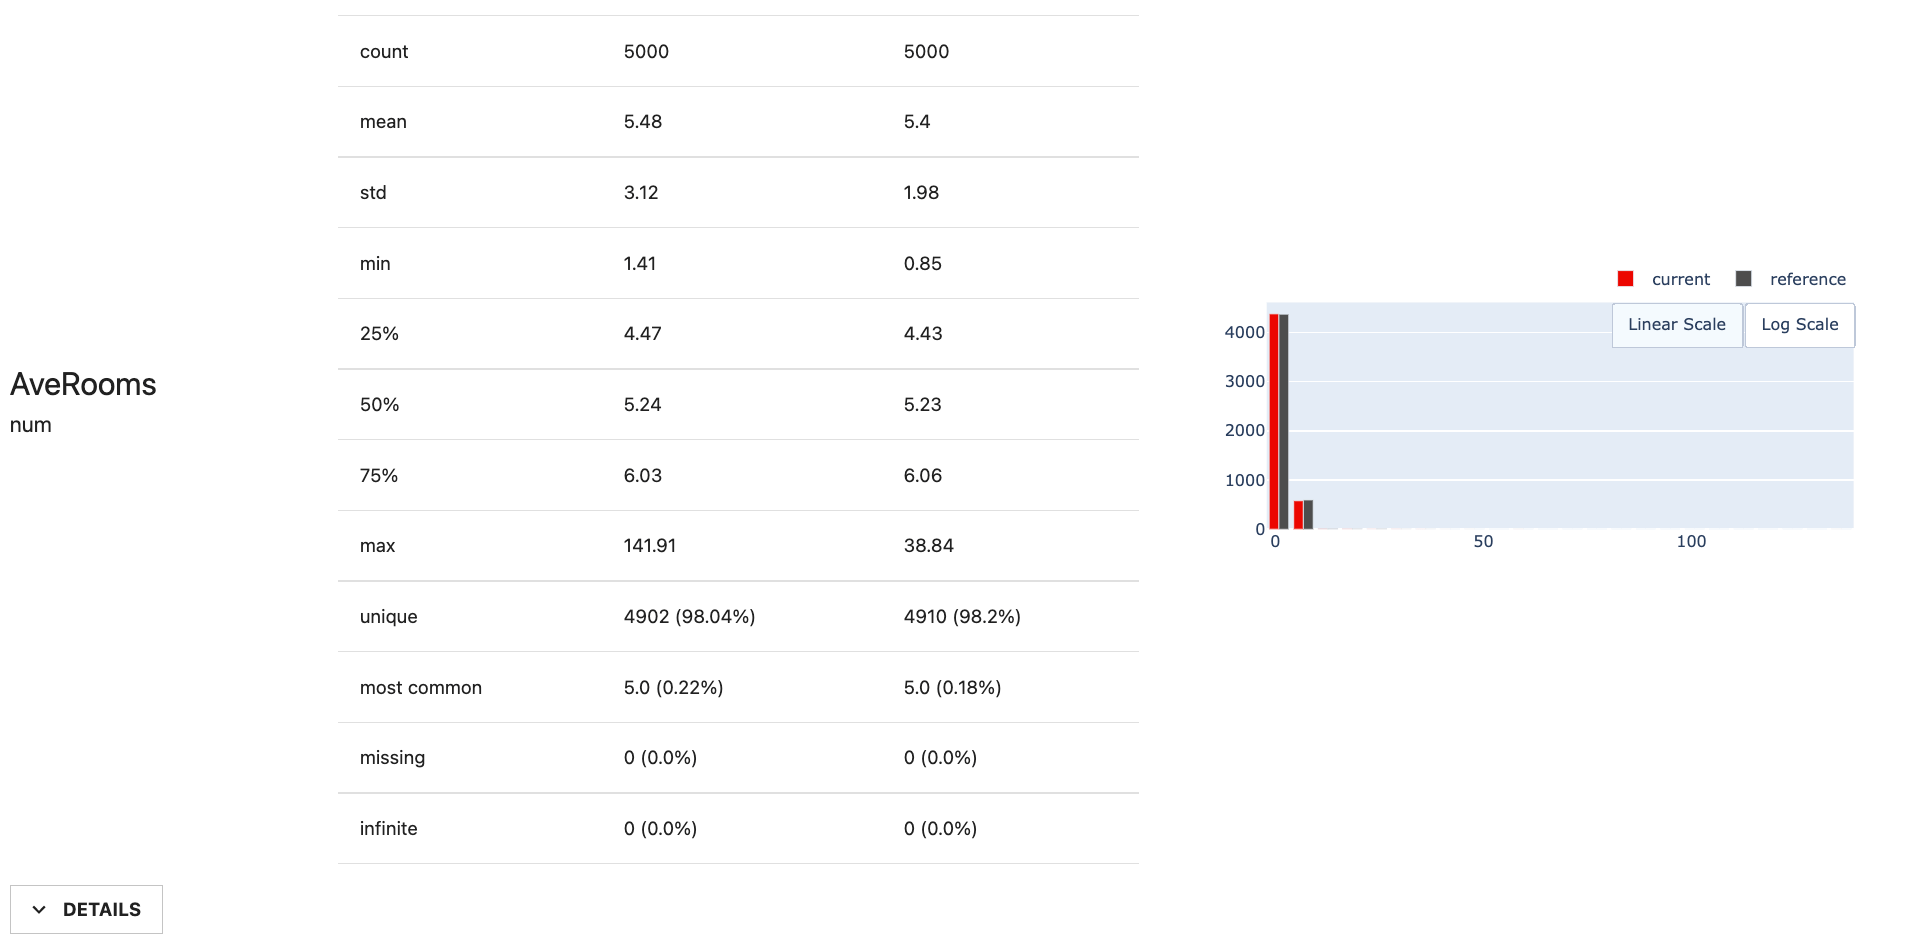 AveRooms
num
count 5000 5000
mean 5.48 5.4
std 3.12 1.98
min 1.41 0.85
25% 4.47 4.43
50% 5.24 5.23
75% 6.03 6.06
max 141.91 38.84
unique 4902 (98.04%) 4910 (98.2%)
most common 5.0 (0.22%) 5.0 (0.18%)
missing 0 (0.0%) 0 (0.0%)
infinite 0 (0.0%) 0 (0.0%)
current reference
Linear Scale Log Scale
4000
3000
2000
1000
0
0 50 100
DETAILS